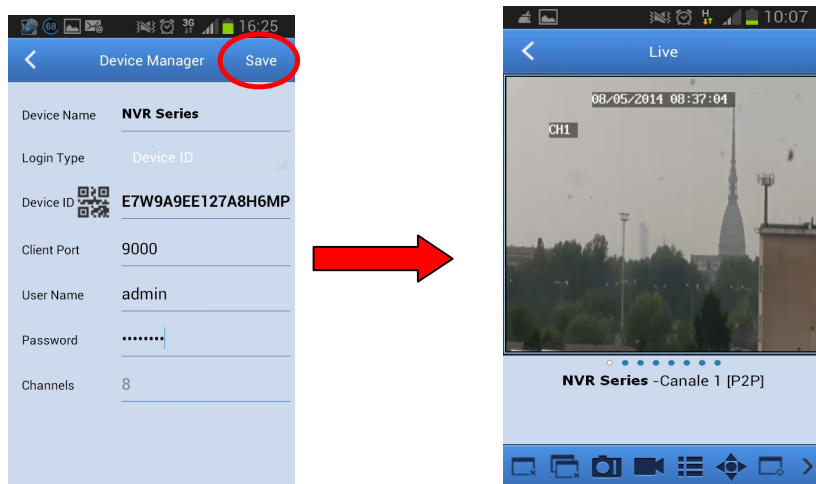 68 3G 16:25
Device Manager Save
Device Name NVR Series
Login Type Device ID
Device ID E7W9A9EE127A8H6MP
Client Port 9000
User Name admin
Password ••••••••
Channels 8
H 10:07
Live
08/05/2014 08:37:04
CH1
NVR Series -Canale 1 [P2P]